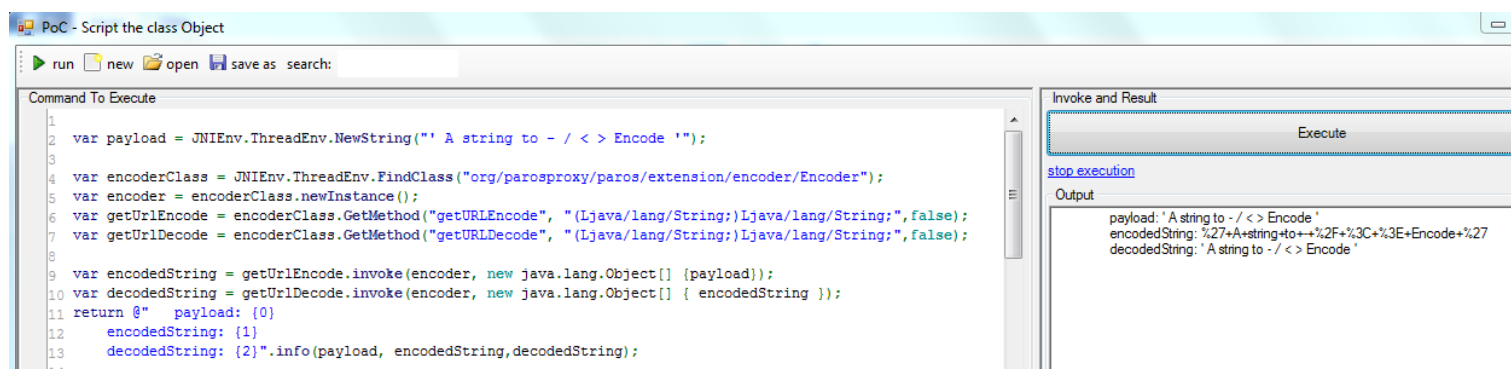 PoC - Script the class Object
run new open save as search:
Command To Execute
1
2 var payload = JNIEnv.ThreadEnv.NewString("' A string to - / < > Encode '");
3
4 var encoderClass = JNIEnv.ThreadEnv.FindClass("org/parosproxy/paros/extension/encoder/Encoder");
5 var encoder = encoderClass.newInstance();
6 var getUrlEncode = encoderClass.GetMethod("getURLEncode", "(Ljava/lang/String;)Ljava/lang/String;",false);
7 var getUrlDecode = encoderClass.GetMethod("getURLDecode", "(Ljava/lang/String;)Ljava/lang/String;",false);
8
9 var encodedString = getUrlEncode.invoke(encoder, new java.lang.Object[] {payload});
10 var decodedString = getUrlDecode.invoke(encoder, new java.lang.Object[] { encodedString });
11 return @" payload: {0}
12 encodedString: {1}
13 decodedString: {2}".info(payload, encodedString,decodedString);
Invoke and Result
Execute
stop execution
Output
payload: ' A string to - / < > Encode '
encodedString: %27+A+string+to+-+%2F+%3C+%3E+Encode+%27
decodedString: ' A string to - / < > Encode '